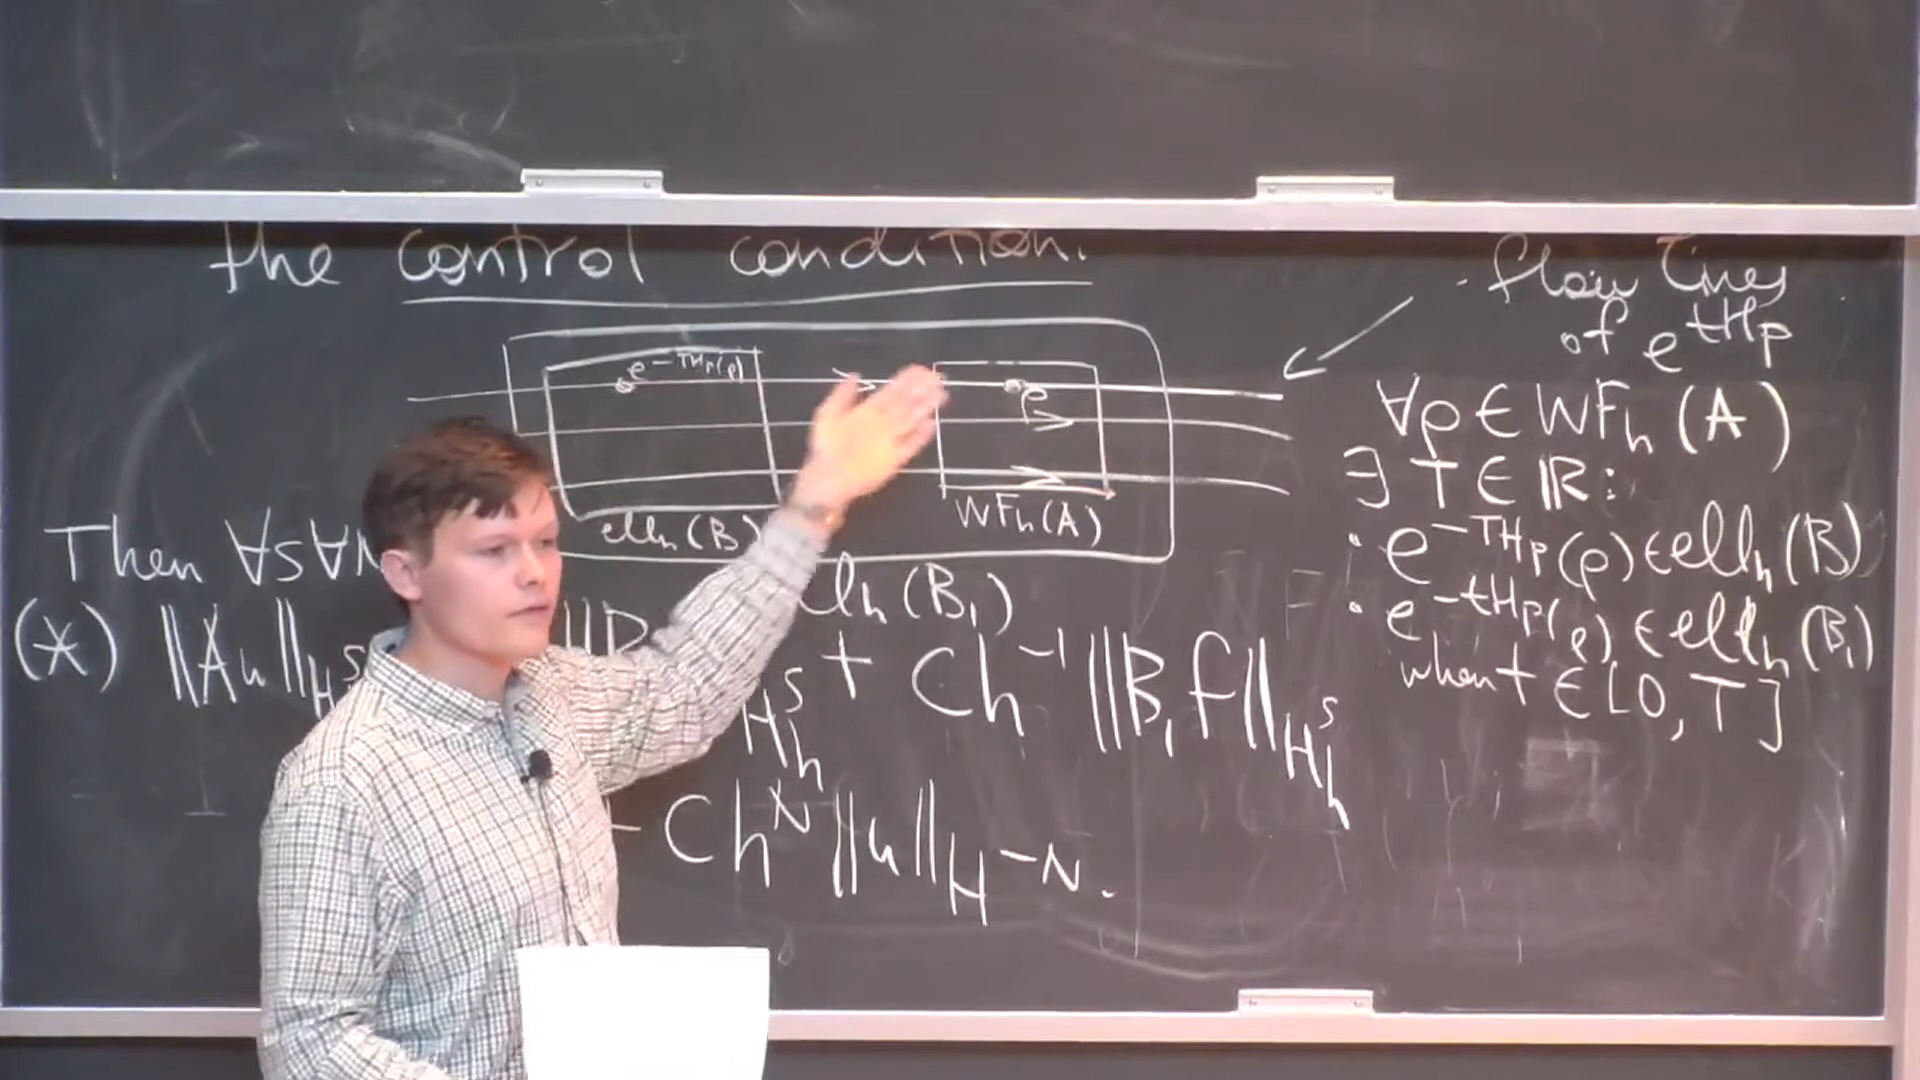 the control condition.
flow lines
of e^{tH_p}
e^{-TH_p}(ρ)
ρ
ell_h(B)
WF_h(A)
ell_h(B_1)
∀ρ ∈ WF_h(A)
∃ T ∈ ℝ:
· e^{-TH_p}(ρ) ∈ ell_h(B)
· e^{-tH_p}(ρ) ∈ ell_h(B_1)
when t ∈ [0, T]
Then ∀s∀N
(*) ‖Au‖_{H^s} H_h^s + Ch^{-1} ‖B_1 f‖_{H_h^s}
Ch^N ‖u‖_{H^{-N}}.